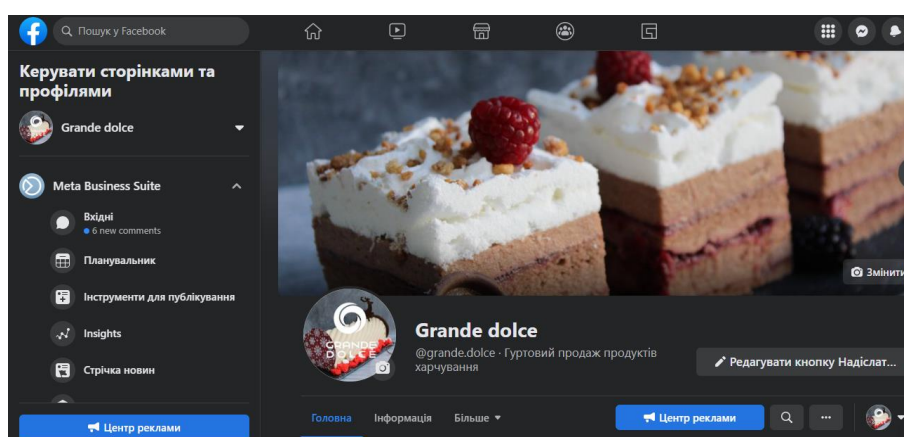 Пошук у Facebook
Керувати сторінками та
профілями
Grande dolce
Meta Business Suite
Вхідні
6 new comments
Планувальник
Інструменти для публікування
Insights
Стрічка новин
Центр реклами
Змінити
GRANDE
DOLCE
Grande dolce
@grande.dolce · Гуртовий продаж продуктів
харчування
Редагувати кнопку Надіслат...
Головна
Інформація
Більше
Центр реклами